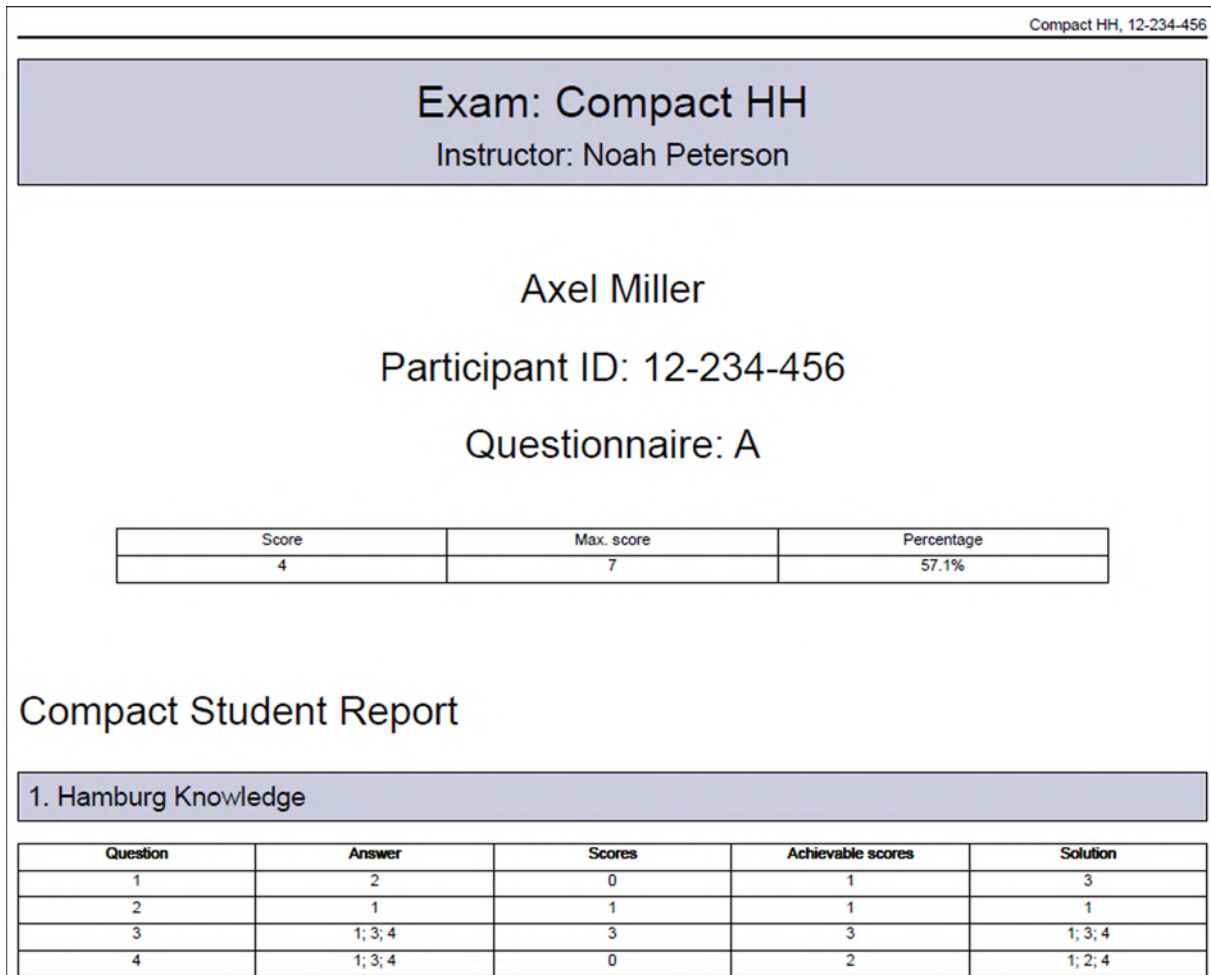 Compact HH, 12-234-456
Exam: Compact HH
Instructor: Noah Peterson
Axel Miller
Participant ID: 12-234-456
Questionnaire: A
Score Max. score Percentage
4 7 57.1%
Compact Student Report
1. Hamburg Knowledge
Question Answer Scores Achievable scores Solution
1 2 0 1 3
2 1 1 1 1
3 1; 3; 4 3 3 1; 3; 4
4 1; 3; 4 0 2 1; 2; 4